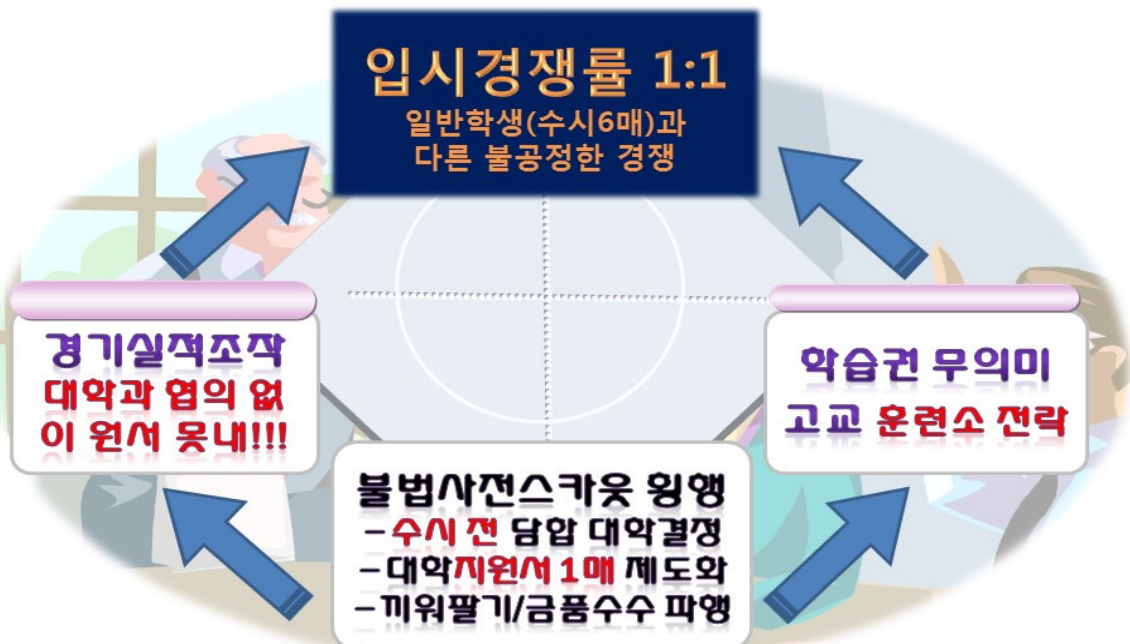 입시경쟁률 1:1
일반학생(수시6매)과
다른 불공정한 경쟁
경기실적조작
대학과 협의 없
이 원서 못내!!!
학습권 무의미
고교 훈련소 전락
불법사전스카웃 횡행
-수시 전 담합 대학결정
-대학지원서 1매 제도화
-끼워팔기/금품수수 파행